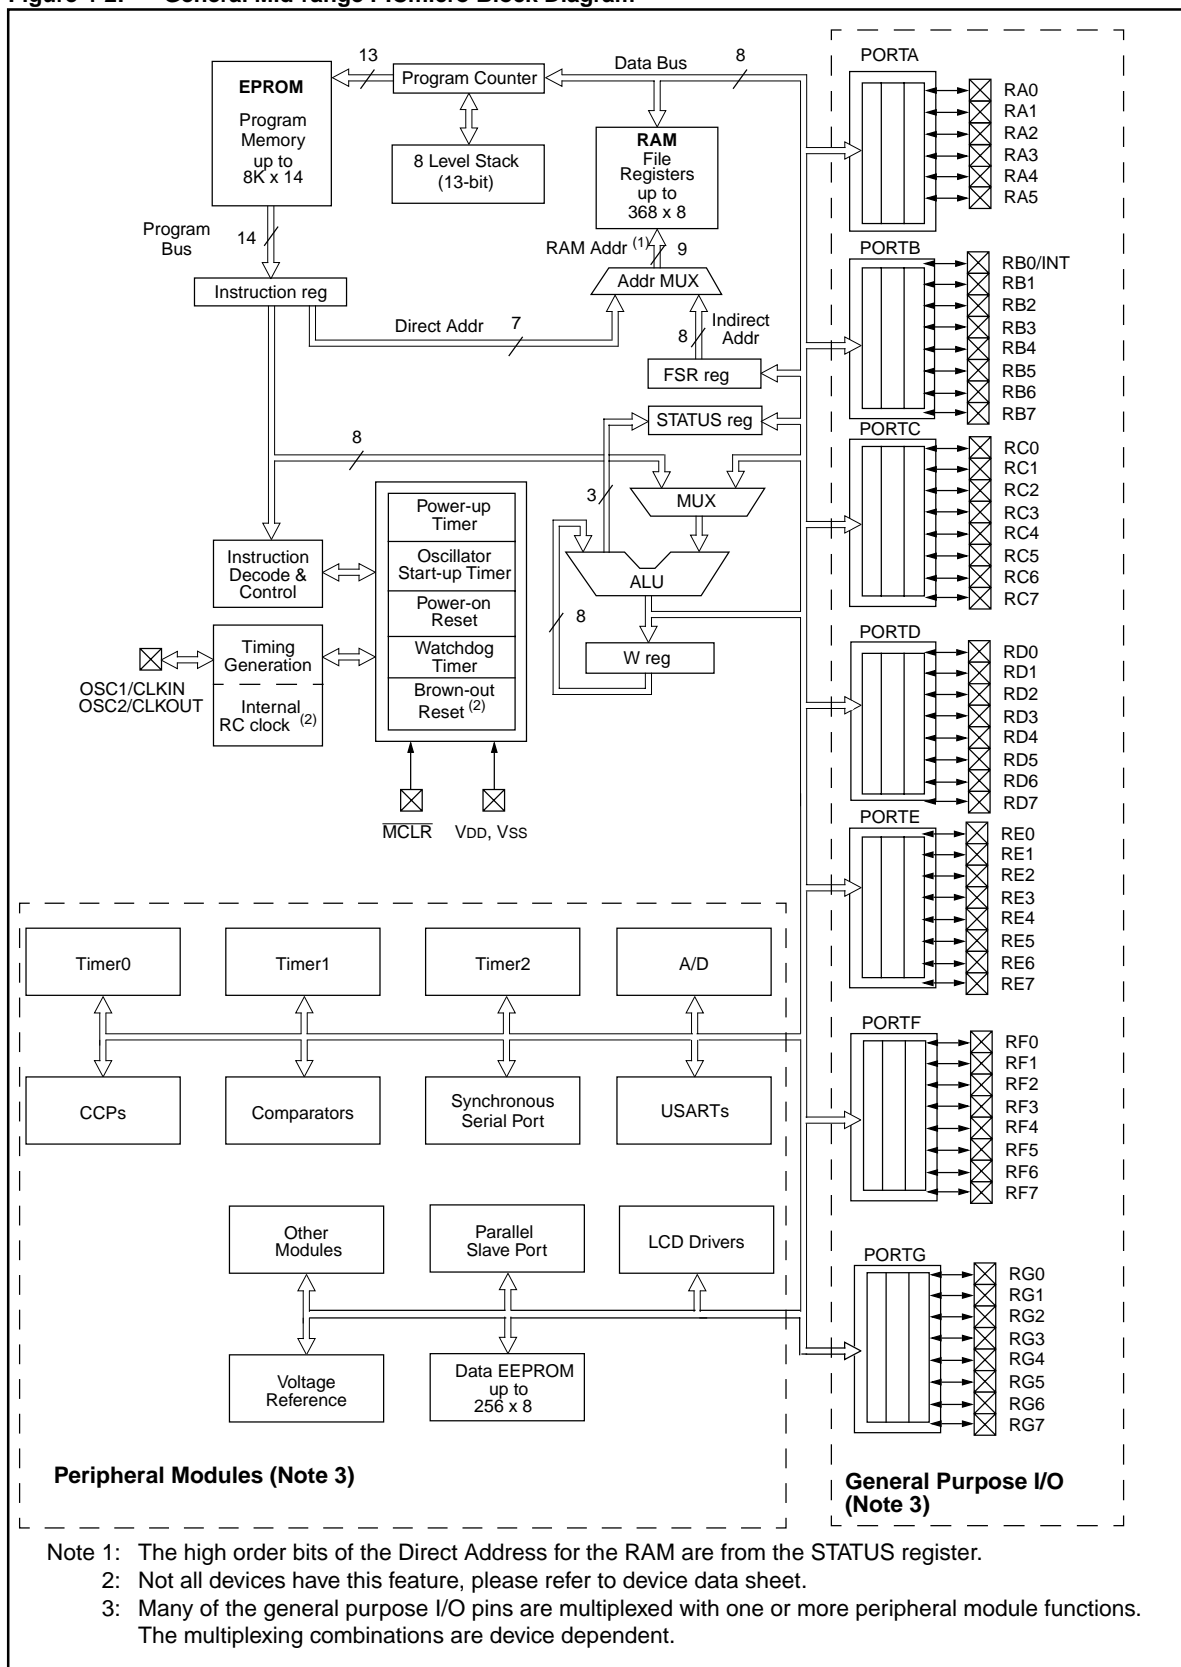 Figure 4-2: General Mid-range PICmicro Block Diagram
EPROM
Program
Memory
up to
8K x 14
13
Program Counter
8 Level Stack
(13-bit)
Data Bus
8
RAM
File
Registers
up to
368 x 8
RAM Addr (1)
9
Program
Bus
14
Instruction reg
Addr MUX
Direct Addr
7
8
Indirect
Addr
FSR reg
STATUS reg
8
3
MUX
ALU
8
W reg
Power-up
Timer
Oscillator
Start-up Timer
Power-on
Reset
Watchdog
Timer
Brown-out
Reset (2)
Instruction
Decode &
Control
Timing
Generation
Internal
RC clock (2)
OSC1/CLKIN
OSC2/CLKOUT
MCLR
VDD, VSS
PORTA
RA0
RA1
RA2
RA3
RA4
RA5
PORTB
RB0/INT
RB1
RB2
RB3
RB4
RB5
RB6
RB7
PORTC
RC0
RC1
RC2
RC3
RC4
RC5
RC6
RC7
PORTD
RD0
RD1
RD2
RD3
RD4
RD5
RD6
RD7
PORTE
RE0
RE1
RE2
RE3
RE4
RE5
RE6
RE7
PORTF
RF0
RF1
RF2
RF3
RF4
RF5
RF6
RF7
PORTG
RG0
RG1
RG2
RG3
RG4
RG5
RG6
RG7
General Purpose I/O
(Note 3)
Timer0
Timer1
Timer2
A/D
CCPs
Comparators
Synchronous
Serial Port
USARTs
Other
Modules
Parallel
Slave Port
LCD Drivers
Voltage
Reference
Data EEPROM
up to
256 x 8
Peripheral Modules (Note 3)
Note 1: The high order bits of the Direct Address for the RAM are from the STATUS register.
2: Not all devices have this feature, please refer to device data sheet.
3: Many of the general purpose I/O pins are multiplexed with one or more peripheral module functions.
The multiplexing combinations are device dependent.